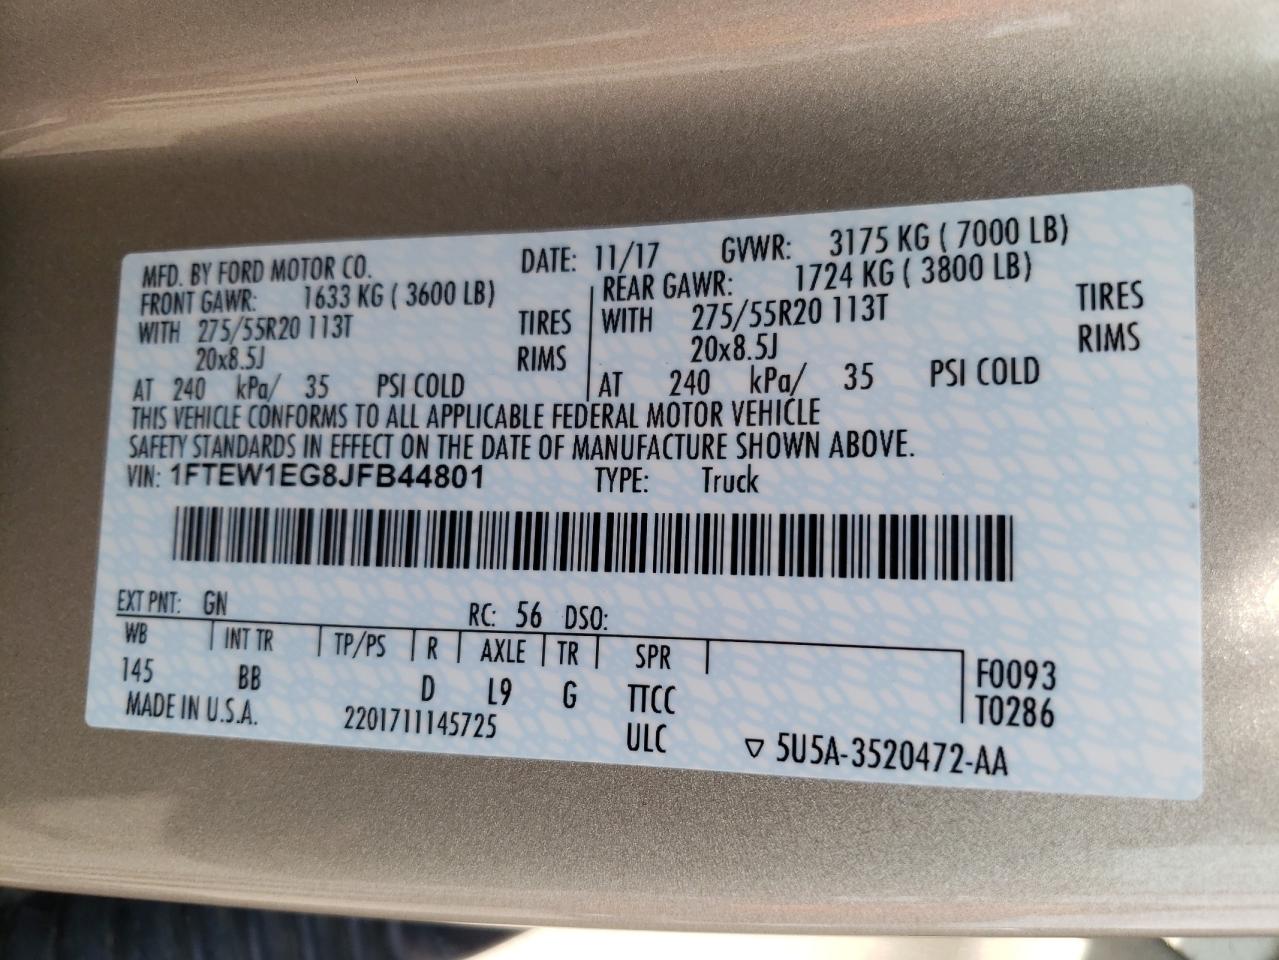 MFD. BY FORD MOTOR CO. DATE: 11/17 GVWR: 3175 KG ( 7000 LB)
FRONT GAWR: 1633 KG ( 3600 LB) REAR GAWR: 1724 KG ( 3800 LB)
WITH 275/55R20 113T TIRES WITH 275/55R20 113T TIRES
20x8.5J RIMS 20x8.5J RIMS
AT 240 kPa/ 35 PSI COLD AT 240 kPa/ 35 PSI COLD
THIS VEHICLE CONFORMS TO ALL APPLICABLE FEDERAL MOTOR VEHICLE
SAFETY STANDARDS IN EFFECT ON THE DATE OF MANUFACTURE SHOWN ABOVE.
VIN: 1FTEW1EG8JFB44801 TYPE: Truck
EXT PNT: GN RC: 56 DSO:
WB INT TR TP/PS R AXLE TR SPR F0093
145 BB D L9 G TTCC T0286
MADE IN U.S.A. 2201711145725 ULC ▽ 5U5A-3520472-AA